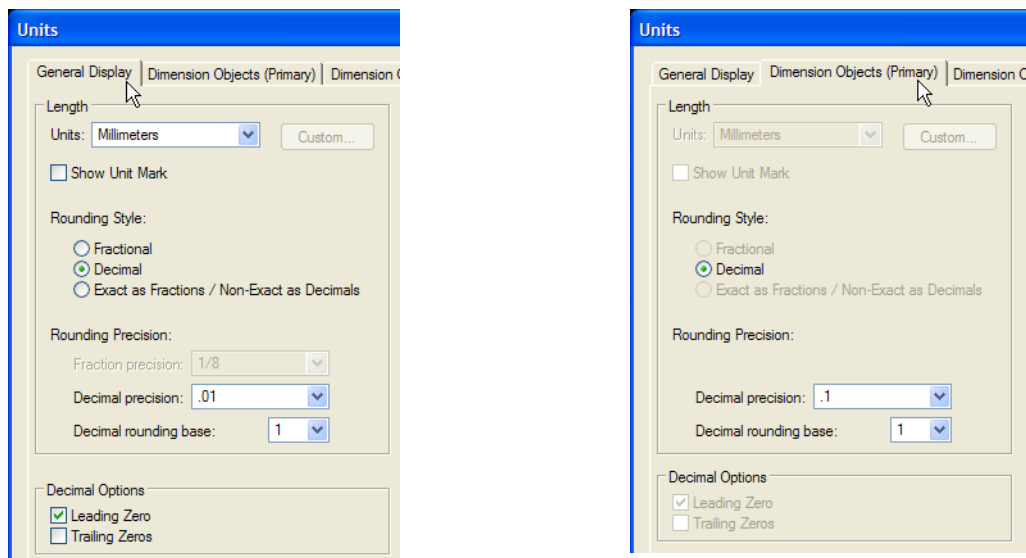 Units
General Display Dimension Objects (Primary) Dimension
Length
Units: Millimeters Custom...
Show Unit Mark
Rounding Style:
Fractional
Decimal
Exact as Fractions / Non-Exact as Decimals
Rounding Precision:
Fraction precision: 1/8
Decimal precision: .01
Decimal rounding base: 1
Decimal Options
Leading Zero
Trailing Zeros
Units
General Display Dimension Objects (Primary) Dimension
Length
Units: Millimeters Custom...
Show Unit Mark
Rounding Style:
Fractional
Decimal
Exact as Fractions / Non-Exact as Decimals
Rounding Precision:
Decimal precision: .1
Decimal rounding base: 1
Decimal Options
Leading Zero
Trailing Zeros